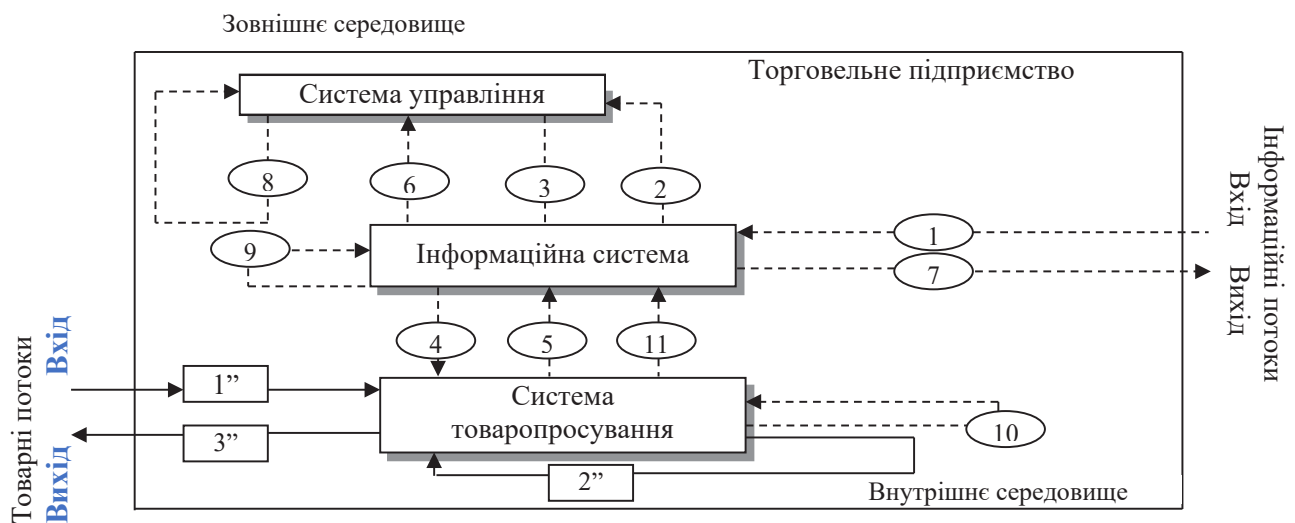 Зовнішнє середовище
Торговельне підприємство
Система управління
8
6
3
2
9
Інформаційна система
1
7
Інформаційні потоки
Вхід
Вихід
4
5
11
Товарні потоки
Вхід
Вихід
1”
3”
Система
товаропросування
10
2”
Внутрішнє середовище